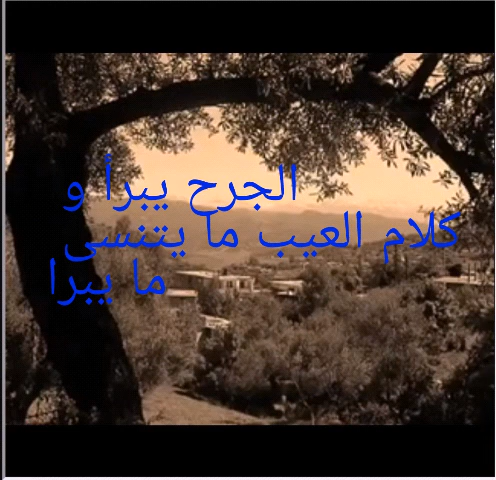 الجرح يبرأ و
كلام العيب ما يتنسى
ما يبرا